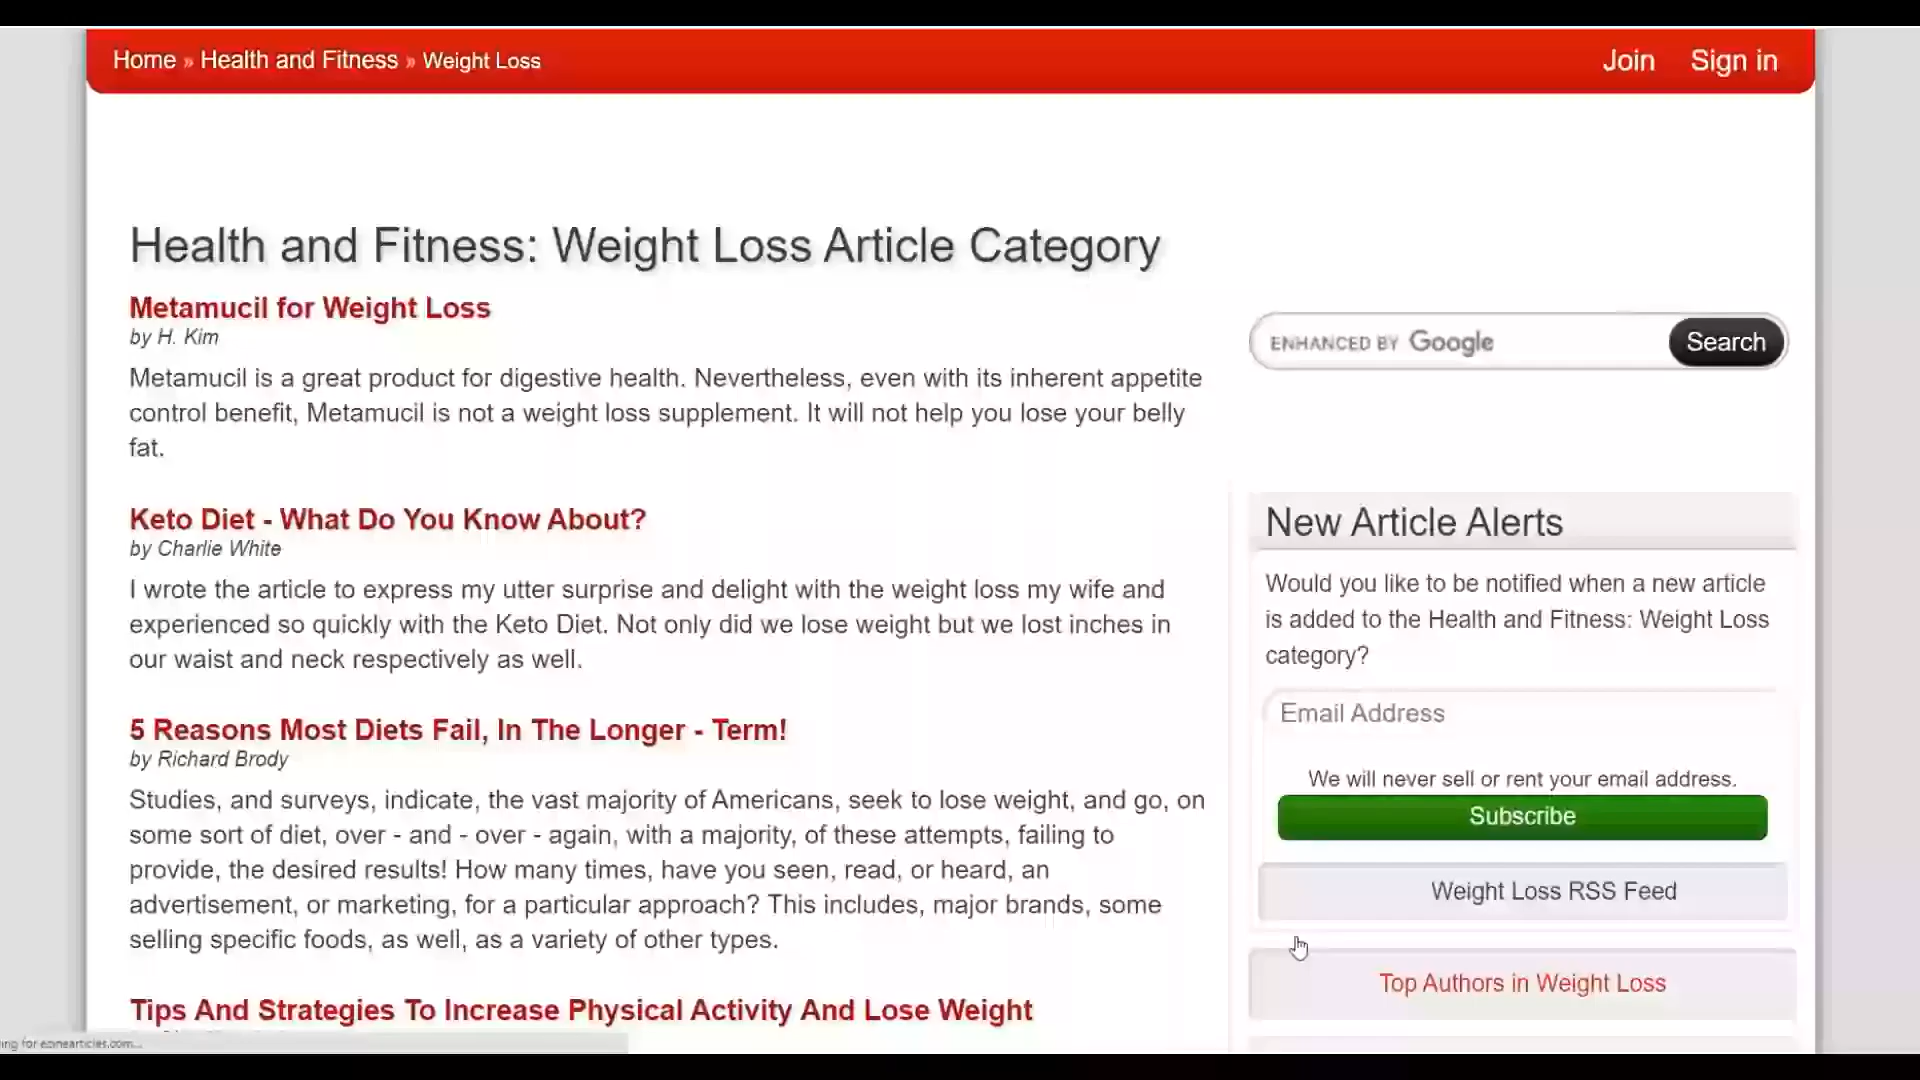 Home » Health and Fitness » Weight Loss
Join Sign in
Health and Fitness: Weight Loss Article Category
Metamucil for Weight Loss
by H. Kim
Metamucil is a great product for digestive health. Nevertheless, even with its inherent appetite
control benefit, Metamucil is not a weight loss supplement. It will not help you lose your belly
fat.
Keto Diet - What Do You Know About?
by Charlie White
I wrote the article to express my utter surprise and delight with the weight loss my wife and
experienced so quickly with the Keto Diet. Not only did we lose weight but we lost inches in
our waist and neck respectively as well.
5 Reasons Most Diets Fail, In The Longer - Term!
by Richard Brody
Studies, and surveys, indicate, the vast majority of Americans, seek to lose weight, and go, on
some sort of diet, over - and - over - again, with a majority, of these attempts, failing to
provide, the desired results! How many times, have you seen, read, or heard, an
advertisement, or marketing, for a particular approach? This includes, major brands, some
selling specific foods, as well, as a variety of other types.
Tips And Strategies To Increase Physical Activity And Lose Weight
ENHANCED BY Google
Search
New Article Alerts
Would you like to be notified when a new article
is added to the Health and Fitness: Weight Loss
category?
Email Address
We will never sell or rent your email address.
Subscribe
Weight Loss RSS Feed
Top Authors in Weight Loss
ing for ezinearticles.com...